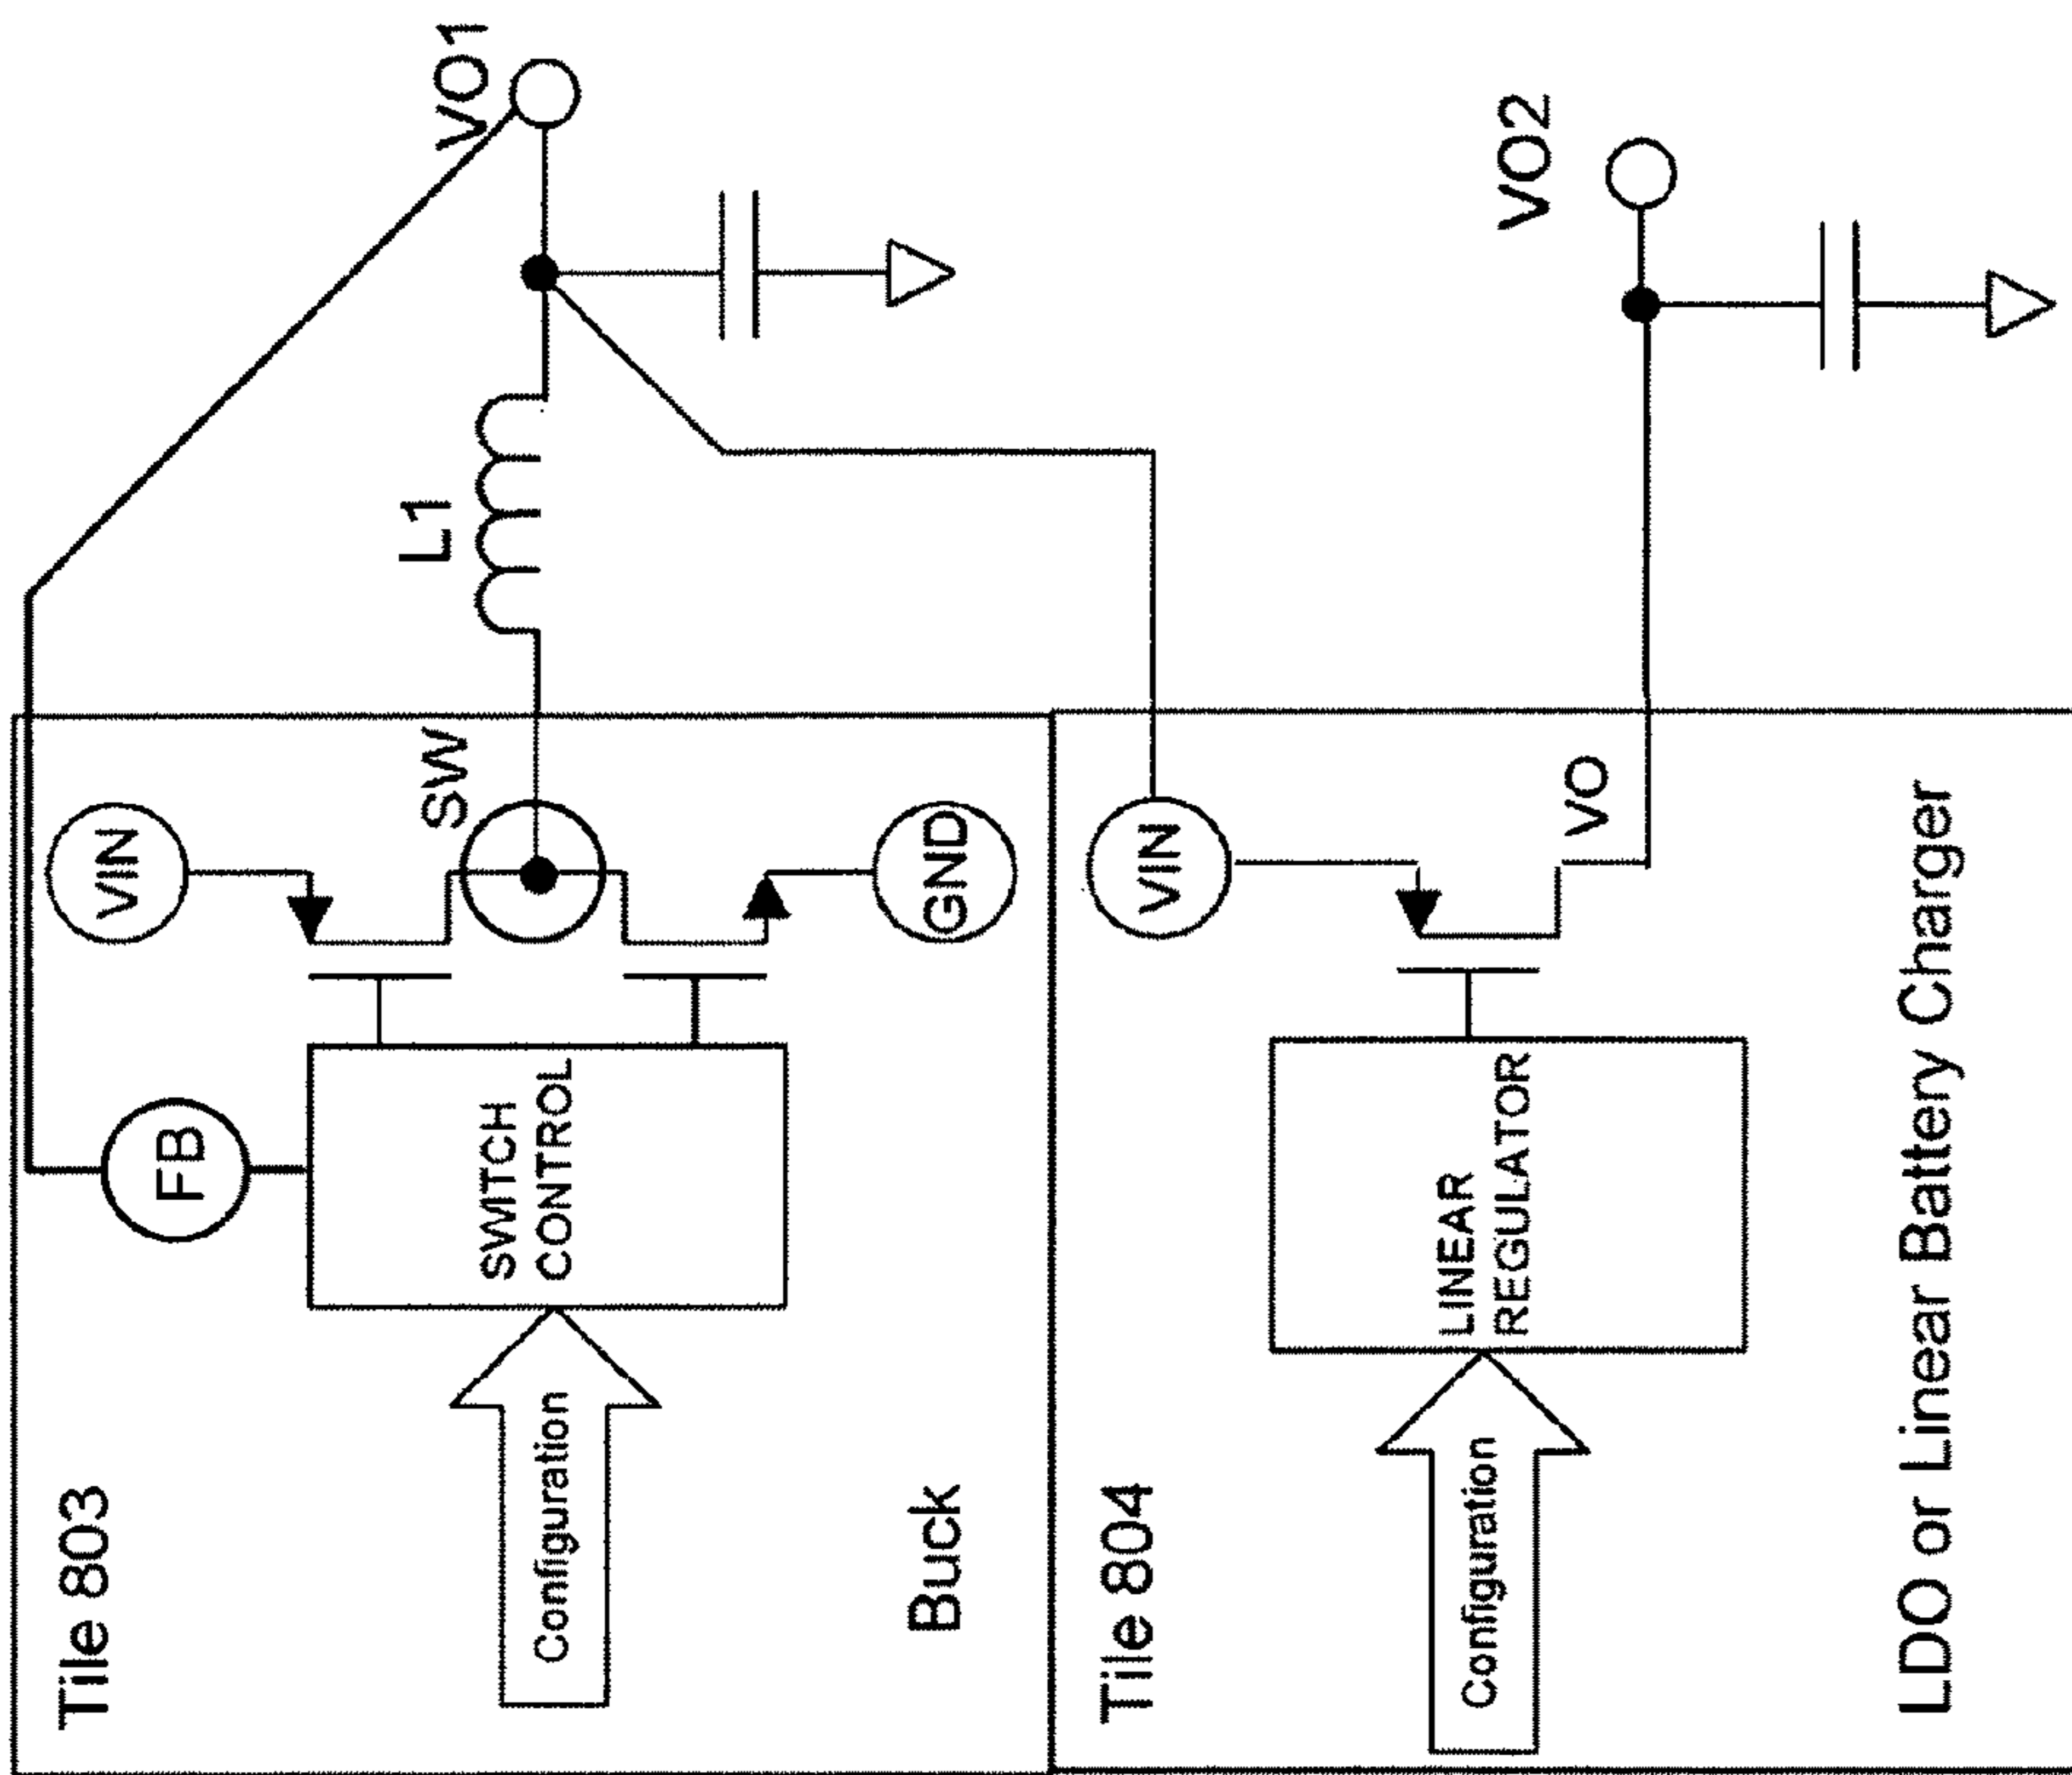 Tile 803
FB
VIN
SW
L1
VO1
SWITCH
CONTROL
Configuration
GND
Buck
Tile 804
VIN
VO2
LINEAR
REGULATOR
Configuration
VO
LDO or Linear Battery Charger